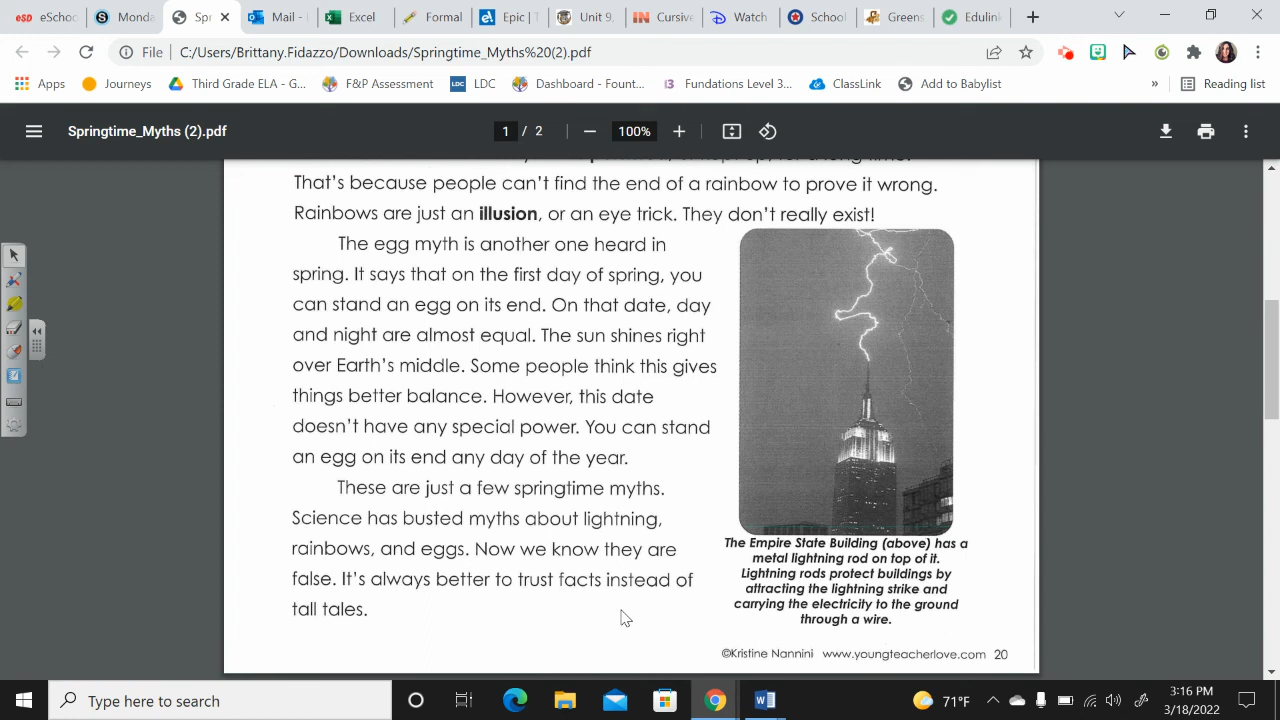 eSchoo
Monda
Spr
Mail -
Excel
Formal
Epic | T
Unit 9,
Cursive
Watch
School
Greens
Edulink
File
C:/Users/Brittany.Fidazzo/Downloads/Springtime_Myths%20(2).pdf
Apps
Journeys
Third Grade ELA - G...
F&P Assessment
LDC
LDC
Dashboard - Fount...
Fundations Level 3...
ClassLink
Add to Babylist
»
Reading list
Springtime_Myths (2).pdf
1 / 2
100%
That's because people can't find the end of a rainbow to prove it wrong.
Rainbows are just an illusion, or an eye trick. They don't really exist!
The egg myth is another one heard in
spring. It says that on the first day of spring, you
can stand an egg on its end. On that date, day
and night are almost equal. The sun shines right
over Earth's middle. Some people think this gives
things better balance. However, this date
doesn't have any special power. You can stand
an egg on its end any day of the year.
These are just a few springtime myths.
Science has busted myths about lightning,
rainbows, and eggs. Now we know they are
false. It's always better to trust facts instead of
tall tales.
The Empire State Building (above) has a
metal lightning rod on top of it.
Lightning rods protect buildings by
attracting the lightning strike and
carrying the electricity to the ground
through a wire.
©Kristine Nannini www.youngteacherlove.com 20
Type here to search
71°F
3:16 PM
3/18/2022